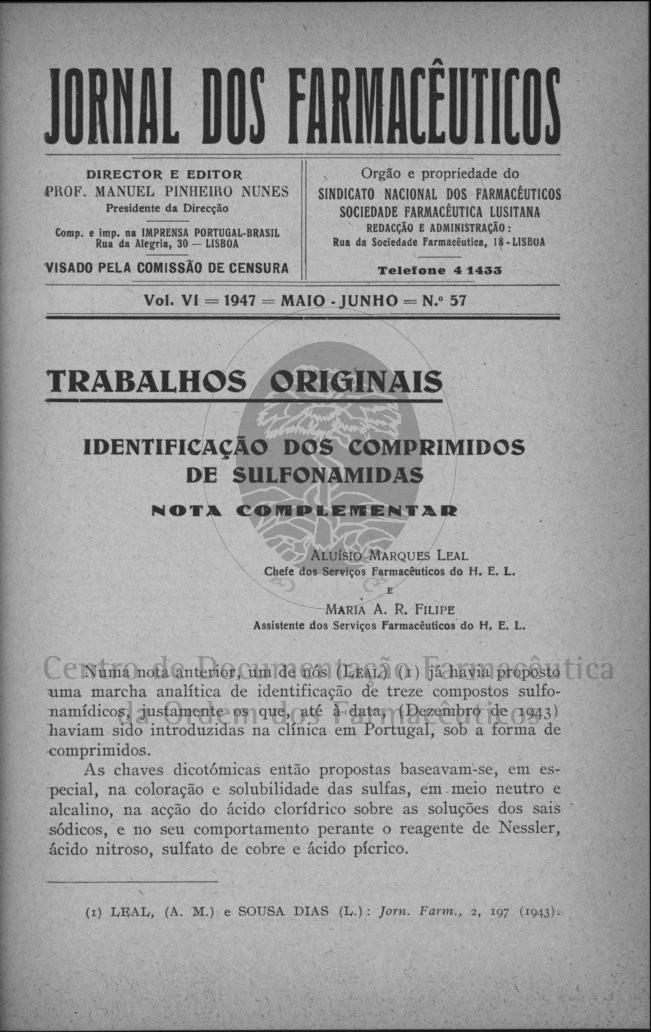 JORNAL DOS FARMACÊUTICOS
DIRECTOR E EDITOR
PROF. MANUEL PINHEIRO NUNES
Presidente da Direcção
Comp. e imp. na IMPRENSA PORTUGAL-BRASIL
Rua da Alegria, 30 — LISBOA
VISADO PELA COMISSÃO DE CENSURA
Orgão e propriedade do
SINDICATO NACIONAL DOS FARMACÊUTICOS
SOCIEDADE FARMACÊUTICA LUSITANA
REDACÇÃO E ADMINISTRAÇÃO:
Rua da Sociedade Farmacêutica, 18-LISBOA
Telefone 4 1433
Vol. VI = 1947 = MAIO - JUNHO = N.º 57
TRABALHOS ORIGINAIS
IDENTIFICAÇÃO DOS COMPRIMIDOS
DE SULFONAMIDAS
NOTA COMPLEMENTAR
ALUÍSIO MARQUES LEAL
Chefe dos Serviços Farmacêuticos do H. E. L.
E
MARIA A. R. FILIPE
Assistente dos Serviços Farmacêuticos do H. E. L.
Centro de Documentação Farmacêutica
da Ordem dos Farmacêuticos
Numa nota anterior, um de nós (LEAL) (1) já havia proposto
uma marcha analítica de identificação de treze compostos sulfo-
namídicos, justamente os que, até à data, (Dezembro de 1943)
haviam sido introduzidas na clínica em Portugal, sob a forma de
comprimidos.
As chaves dicotómicas então propostas baseavam-se, em es-
pecial, na coloração e solubilidade das sulfas, em meio neutro e
alcalino, na acção do ácido clorídrico sobre as soluções dos sais
sódicos, e no seu comportamento perante o reagente de Nessler,
ácido nitroso, sulfato de cobre e ácido pícrico.
(1) LEAL, (A. M.) e SOUSA DIAS (L.): Jorn. Farm., 2, 197 (1943).